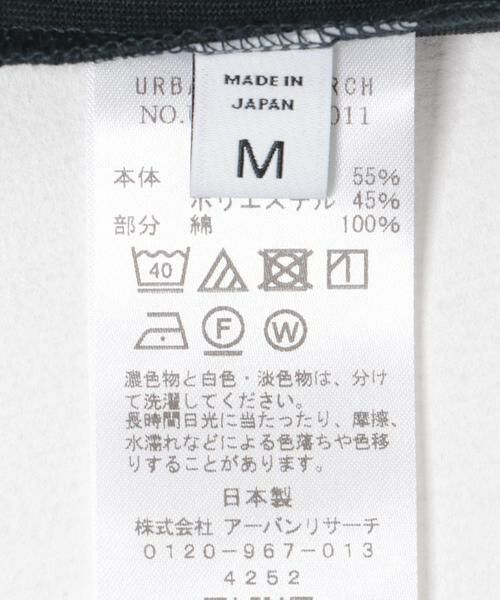 MADE IN
JAPAN
M
URBA RCH
NO. 011
本体 55%
ポリエステル 45%
部分 綿 100%
40
F W
濃色物と白色・淡色物は、分け
て洗濯してください。
長時間日光に当たったり、摩擦、
水濡れなどによる色落ちや色移
りすることがあります。
日本製
株式会社 アーバンリサーチ
0120-967-013
4252